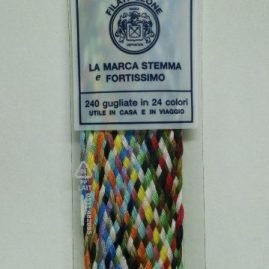 LA MARCA STEMMA
e FORTISSIMO
240 gugliate in 24 colori
UTILE IN CASA E IN VIAGGIO